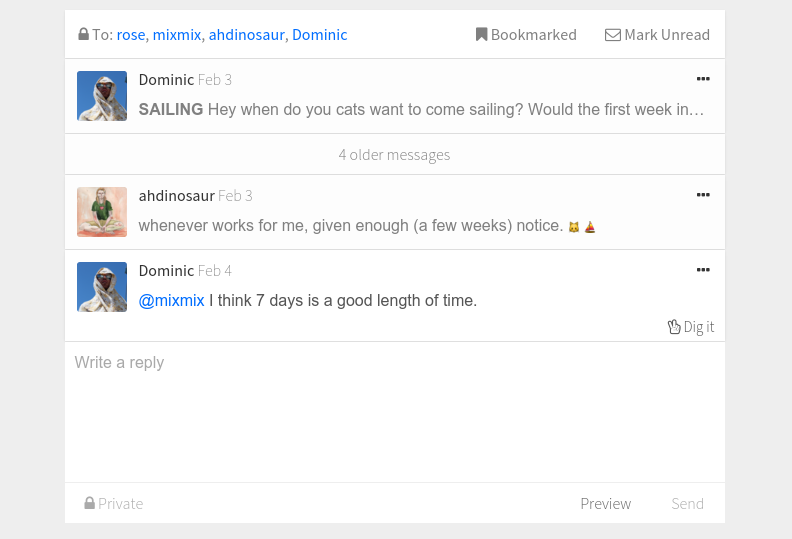 To: rose, mixmix, ahdinosaur, Dominic Bookmarked Mark Unread
Dominic Feb 3
SAILING Hey when do you cats want to come sailing? Would the first week in…
4 older messages
ahdinosaur Feb 3
whenever works for me, given enough (a few weeks) notice. 🐱 ⛵
Dominic Feb 4
@mixmix I think 7 days is a good length of time.
Dig it
Write a reply
Private Preview Send